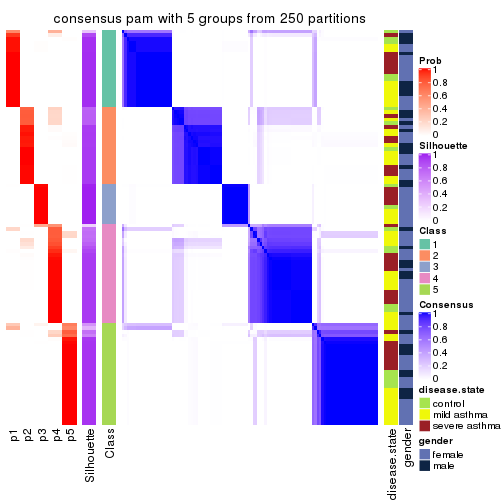 consensus pam with 5 groups from 250 partitions
p1
p2
p3
p4
p5
Silhouette
Class
disease.state
gender
Prob
1
0.8
0.6
0.4
0.2
0
Silhouette
1
0.8
0.6
0.4
0.2
0
Class
1
2
3
4
5
Consensus
1
0.8
0.6
0.4
0.2
0
disease.state
control
mild asthma
severe asthma
gender
female
male